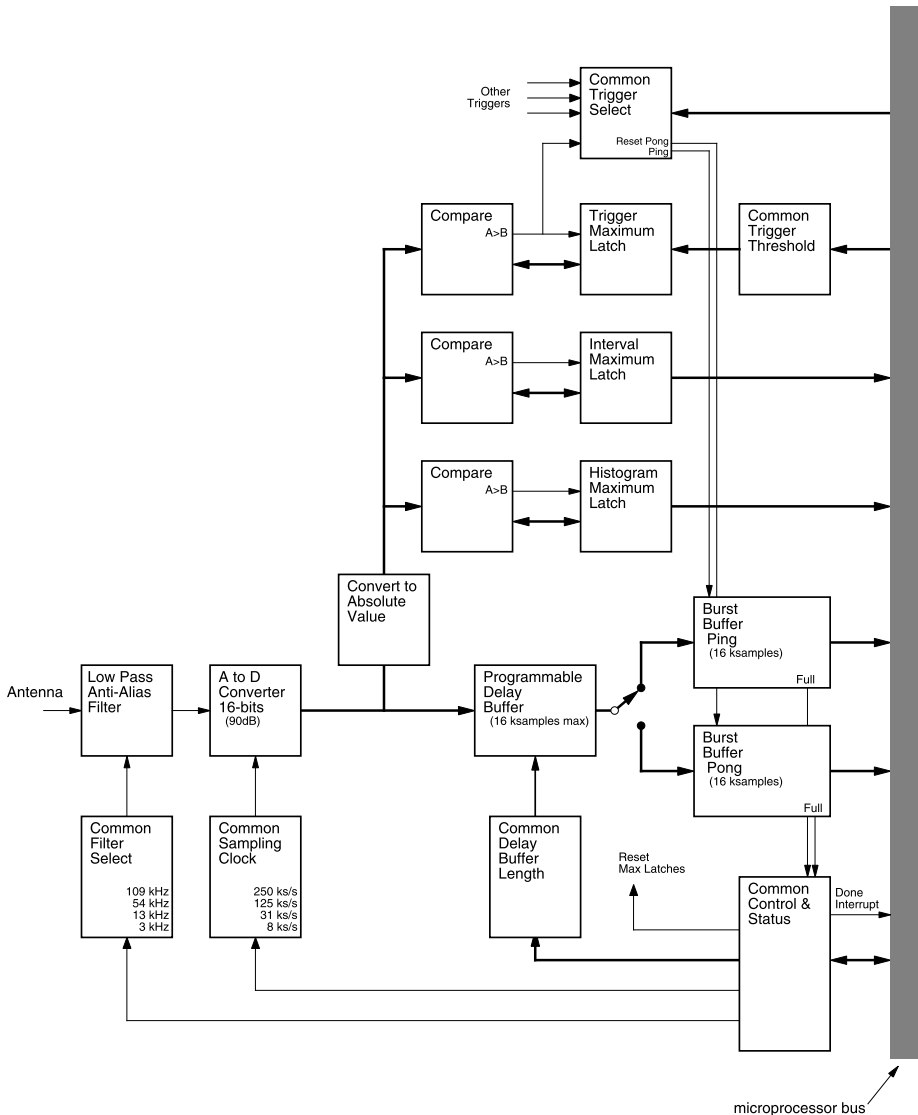 Other
Triggers
Common
Trigger
Select
Reset Pong
Ping
Compare
A>B
Trigger
Maximum
Latch
Common
Trigger
Threshold
Compare
A>B
Interval
Maximum
Latch
Compare
A>B
Histogram
Maximum
Latch
Convert to
Absolute
Value
Burst
Buffer
Ping
(16 ksamples)
Full
Antenna
Low Pass
Anti-Alias
Filter
A to D
Converter
16-bits
(90dB)
Programmable
Delay
Buffer
(16 ksamples max)
Burst
Buffer
Pong
(16 ksamples)
Full
Common
Filter
Select
109 kHz
54 kHz
13 kHz
3 kHz
Common
Sampling
Clock
250 ks/s
125 ks/s
31 ks/s
8 ks/s
Common
Delay
Buffer
Length
Reset
Max Latches
Common
Control &
Status
Done
Interrupt
microprocessor bus